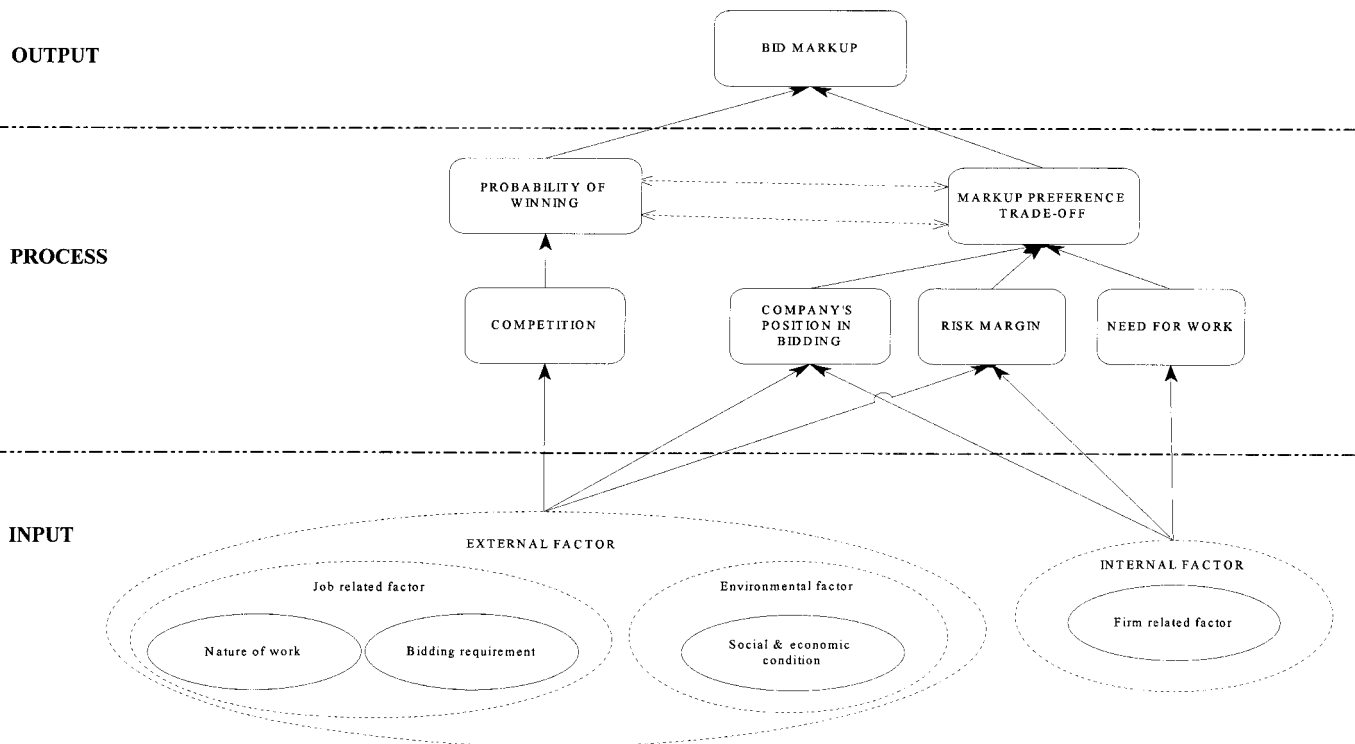 BID MARKUP
OUTPUT
PROBABILITY OF
WINNING
MARKUP PREFERENCE
TRADE-OFF
PROCESS
COMPETITION
COMPANY'S
POSITION IN
BIDDING
RISK MARGIN
NEED FOR WORK
INPUT
EXTERNAL FACTOR
INTERNAL FACTOR
Job related factor
Environmental factor
Nature of work
Bidding requirement
Social & economic
condition
Firm related factor